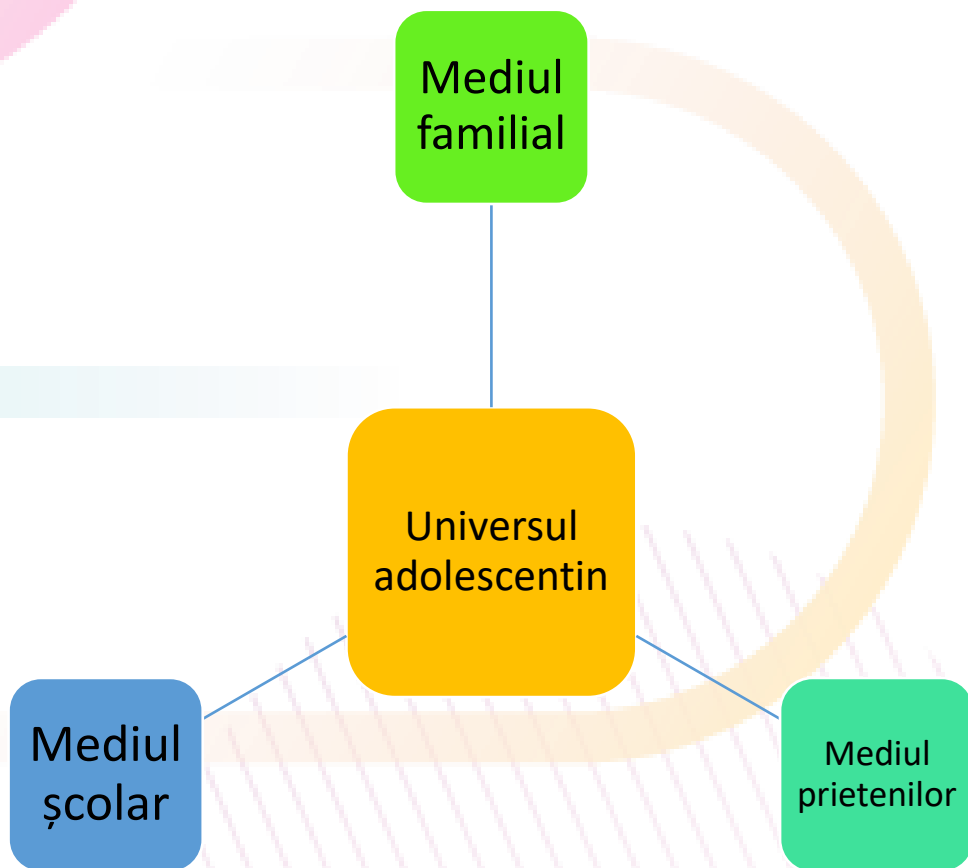 Mediul
familial
Universul
adolescentin
Mediul
școlar
Mediul
prietenilor